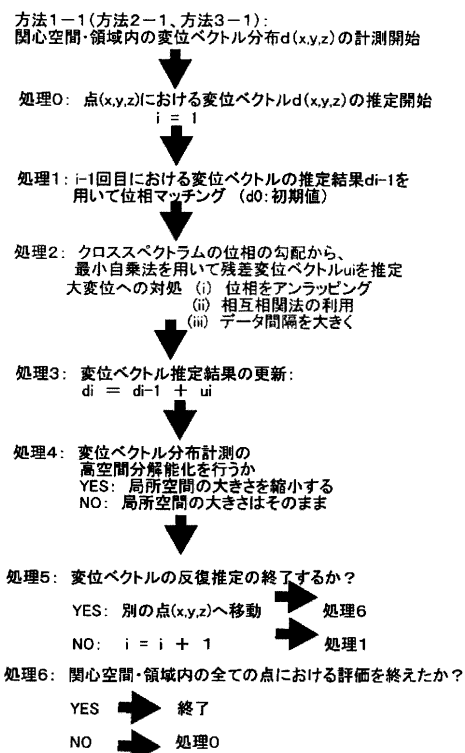 方法1-1(方法2-1、方法3-1):
関心空間・領域内の変位ベクトル分布d(x,y,z)の計測開始
処理0: 点(x,y,z)における変位ベクトルd(x,y,z)の推定開始
i = 1
処理1: i-1回目における変位ベクトルの推定結果di-1を
用いて位相マッチング (d0:初期値)
処理2: クロススペクトラムの位相の勾配から、
最小自乗法を用いて残差変位ベクトルuiを推定
大変位への対処 (i) 位相をアンラッピング
(ii) 相互相関法の利用
(iii) データ間隔を大きく
処理3: 変位ベクトル推定結果の更新:
di = di-1 + ui
処理4: 変位ベクトル分布計測の
高空間分解能化を行うか
YES: 局所空間の大きさを縮小する
NO: 局所空間の大きさはそのまま
処理5: 変位ベクトルの反復推定の終了するか?
YES: 別の点(x,y,z)へ移動 処理6
NO: i = i + 1 処理1
処理6: 関心空間・領域内の全ての点における評価を終えたか?
YES 終了
NO 処理0